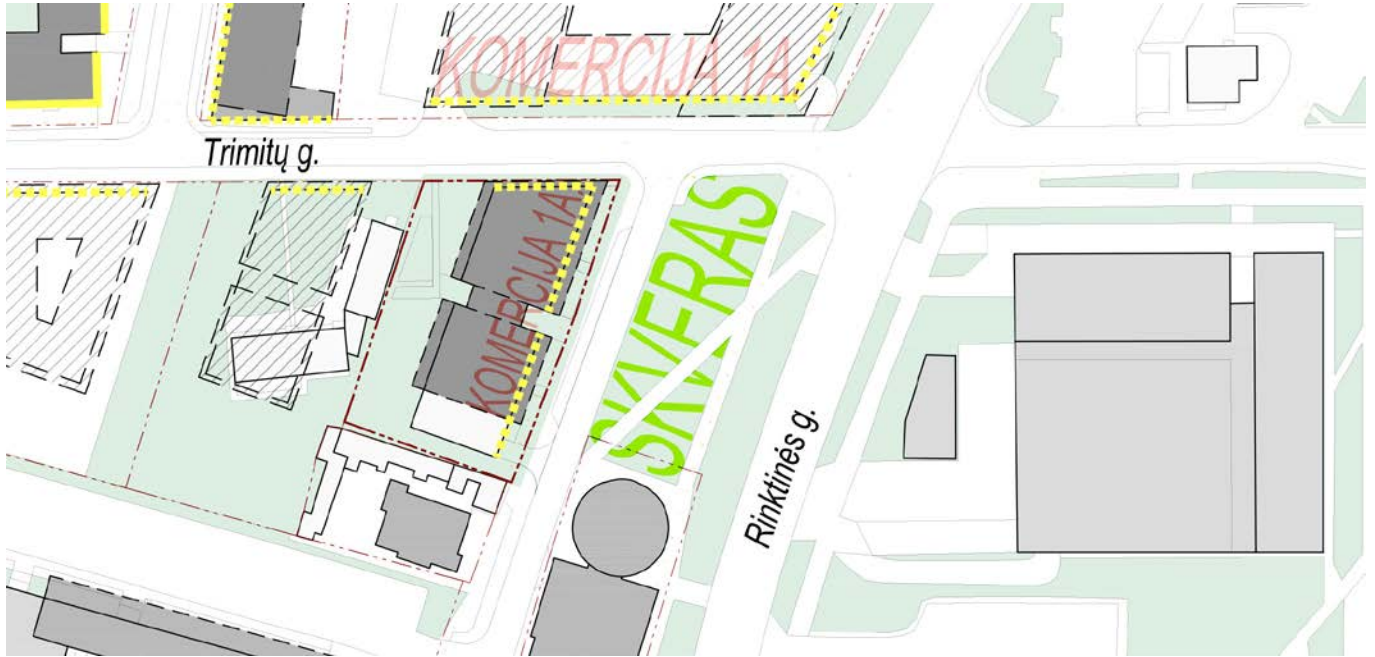 KOMERCIJA 1A
Trimitų g.
KOMERCIJA 1A
SKVERAS
Rinktinės g.